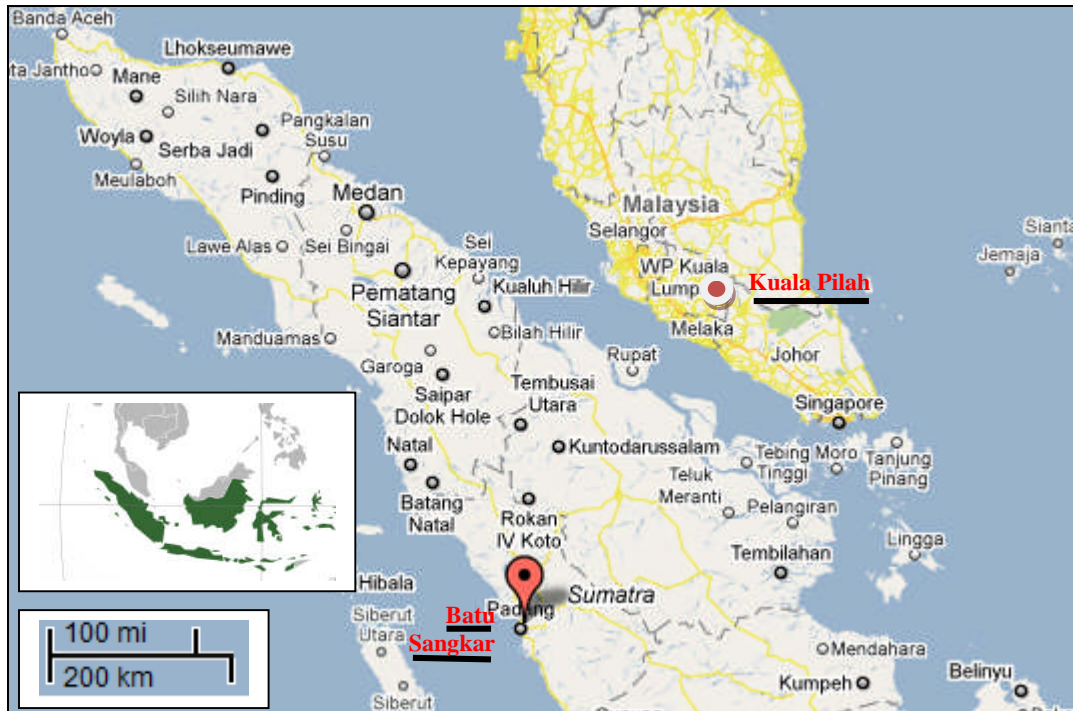 Banda Aceh
Lhokseumawe
ta Jantho
Mane
Silih Nara
Woyla
Serba Jadi
Pangkalan
Susu
Meulaboh
Pinding
Medan
Lawe Alas
Sei Bingai
Sei
Kepayang
Kualuh Hilir
Pematang
Siantar
Bilah Hilir
Manduamas
Garoga
Saipar
Dolok Hole
Tembusai
Utara
Rupat
Malaysia
Selangor
WP Kuala
Lump
Kuala Pilah
Melaka
Johor
Singapore
Sianta
Jemaja
Natal
Kuntodarussalam
Batang
Natal
Rokan
IV Koto
Teluk
Meranti
Tebing
Tinggi
Moro
Tanjung
Pinang
Pelangiran
Lingga
Tembilahan
Hibala
Sumatra
Padang
Batu
Sangkar
Siberut
Utara
Siberut
Mendahara
Kumpeh
Belinyu
100 mi
200 km